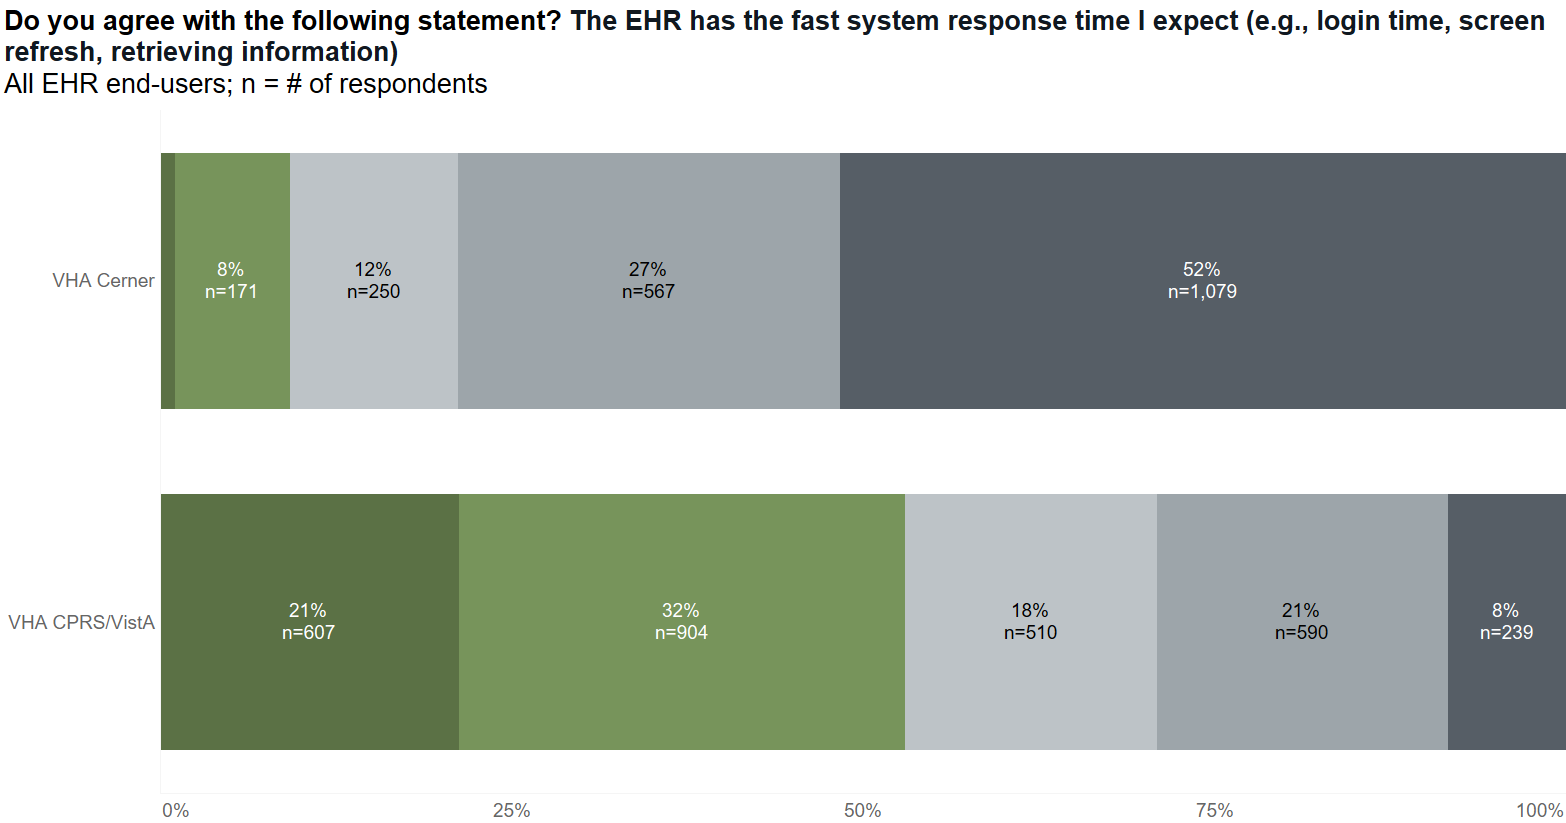 Do you agree with the following statement? The EHR has the fast system response time I expect (e.g., login time, screen
refresh, retrieving information)
All EHR end-users; n = # of respondents
VHA Cerner
8%
n=171
12%
n=250
27%
n=567
52%
n=1,079
VHA CPRS/VistA
21%
n=607
32%
n=904
18%
n=510
21%
n=590
8%
n=239
0%
25%
50%
75%
100%